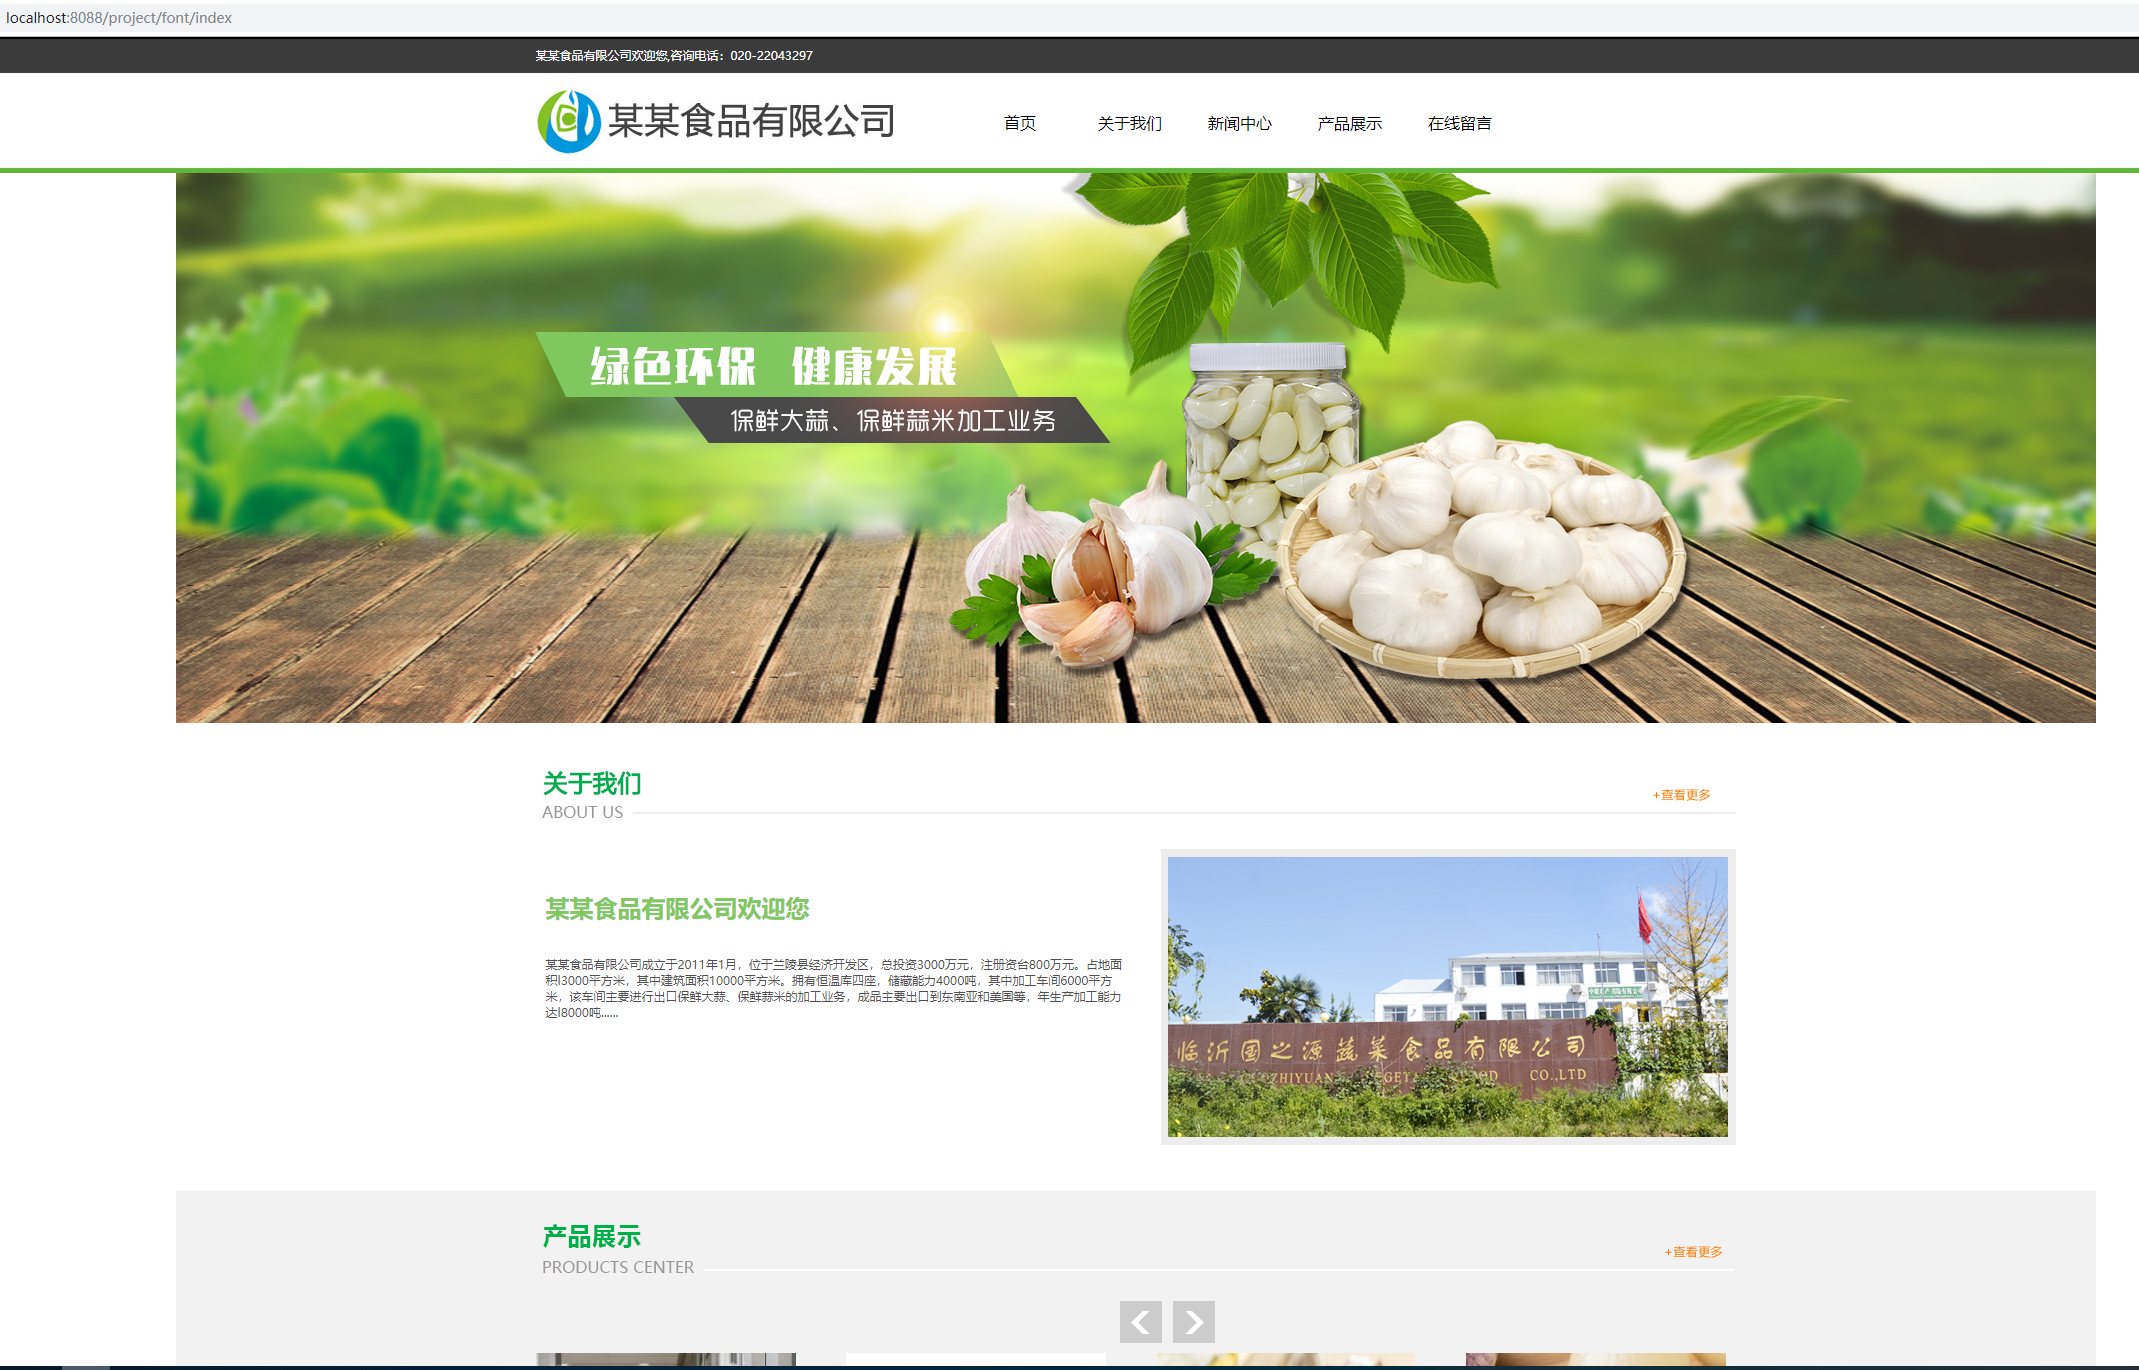 localhost:8088/project/font/index
某某食品有限公司欢迎您,咨询电话：020-22043297
某某食品有限公司
首页 关于我们 新闻中心 产品展示 在线留言
绿色环保 健康发展
保鲜大蒜、保鲜蒜米加工业务
关于我们
+查看更多
ABOUT US
某某食品有限公司欢迎您
某某食品有限公司成立于2011年1月，位于兰陵县经济开发区，总投资3000万元，注册资台800万元。占地面
积l3000平方米，其中建筑面积10000平方米。拥有恒温库四座，储藏能力4000吨，其中加工车间6000平方
米，该车间主要进行出口保鲜大蒜、保鲜蒜米的加工业务，成品主要出口到东南亚和美国等，年生产加工能力
达l8000吨......
临沂国之源蔬菜食品有限公司
ZHIYUAN CO.,LTD
产品展示
+查看更多
PRODUCTS CENTER